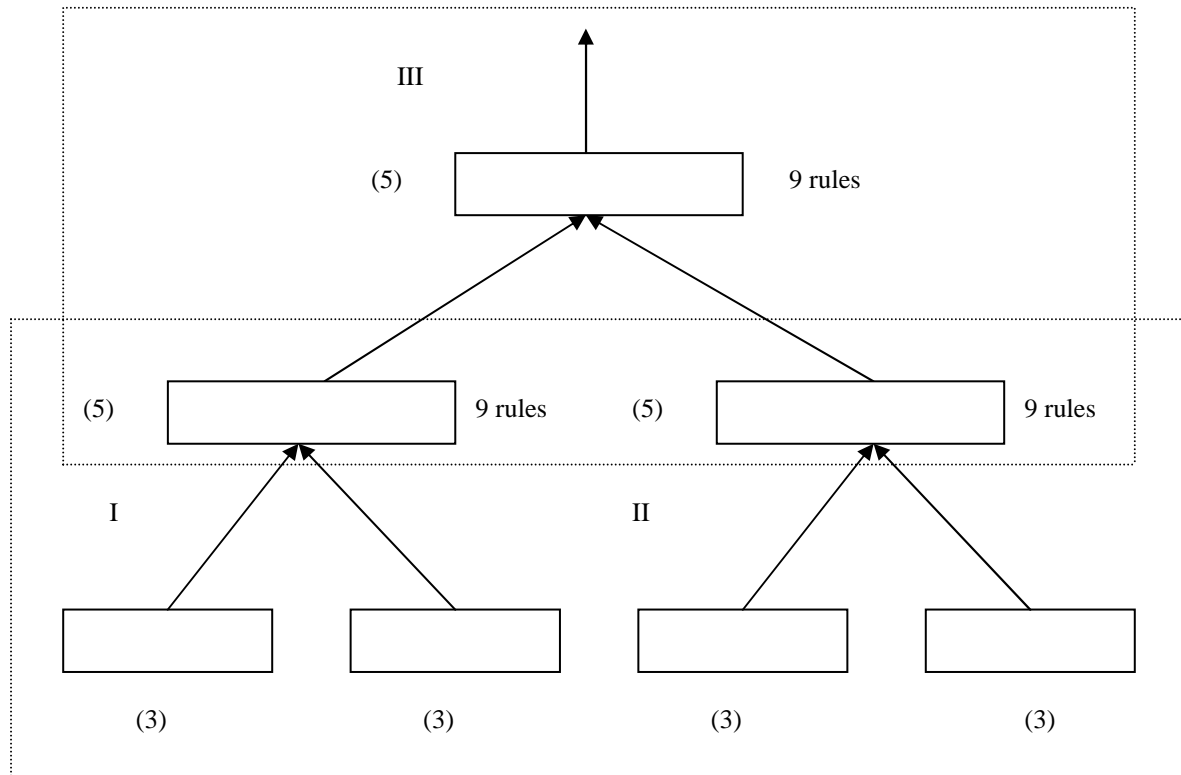 III
(5) 9 rules
(5) 9 rules (5) 9 rules
I II
(3) (3) (3) (3)